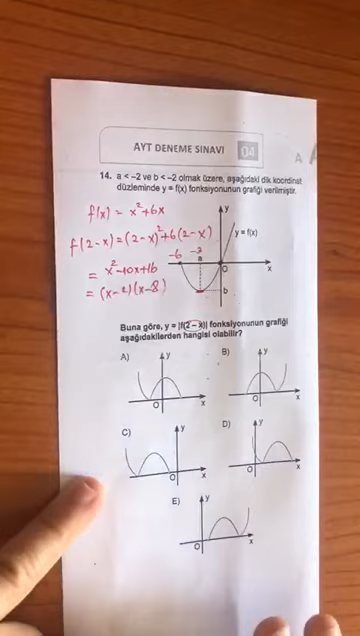 AYT DENEME SINAVI 04
A
14. a < -2 ve b < -2 olmak üzere, aşağıdaki dik koordinat
düzleminde y = f(x) fonksiyonunun grafiği verilmiştir.
f(x) = x²+6x
f(2-x)=(2-x)²+6(2-x)
= x²-10x+16
= (x-2)(x-8)
-6 -3
a
y
y = f(x)
O
x
b
Buna göre, y = |f(2 - x)| fonksiyonunun grafiği
aşağıdakilerden hangisi olabilir?
A) y O x
B) y O x
C) y O x
D) y O x
E) y O x